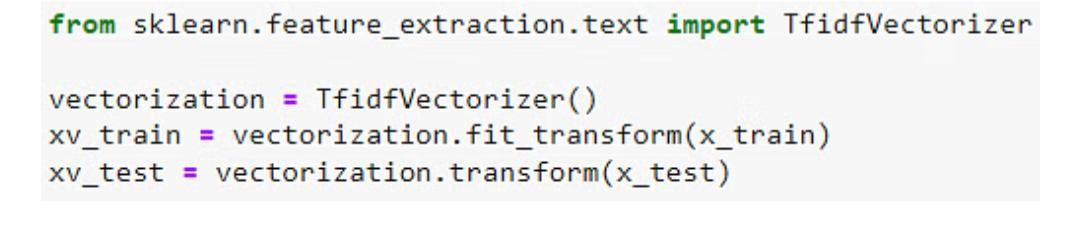 from sklearn.feature_extraction.text import TfidfVectorizer
vectorization = TfidfVectorizer()
xv_train = vectorization.fit_transform(x_train)
xv_test = vectorization.transform(x_test)